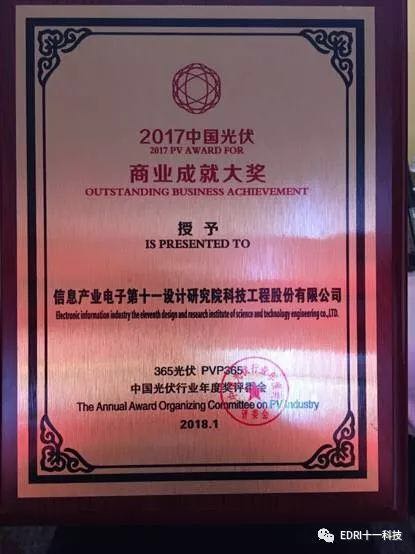 2017中国光伏
2017 PV AWARD FOR
商业成就大奖
OUTSTANDING BUSINESS ACHIEVEMENT
授予
IS PRESENTED TO
信息产业电子第十一设计研究院科技工程股份有限公司
Electronic information industry the eleventh design and research institute of science and technology engineering co.,LTD.
365光伏 PVP365
中国光伏行业年度奖评委会
The Annual Award Organizing Committee on PV Industry
2018.1
评委会
EDRI十一科技